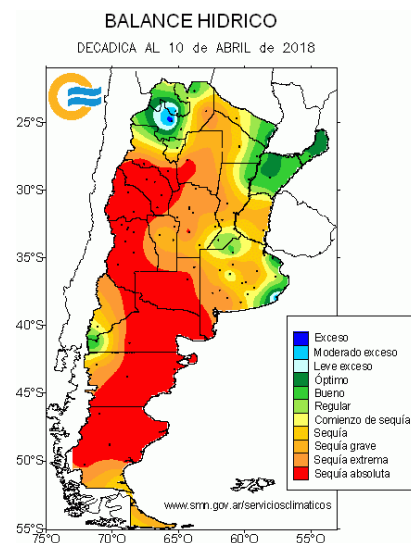 BALANCE HIDRICO
DECADICA AL 10 de ABRIL de 2018
25°S
30°S
35°S
40°S
45°S
50°S
55°S
75°W
70°W
65°W
60°W
55°W
Exceso
Moderado exceso
Leve exceso
Óptimo
Bueno
Regular
Comienzo de sequía
Sequía
Sequía grave
Sequía extrema
Sequía absoluta
www.smn.gov.ar/serviciosclimaticos